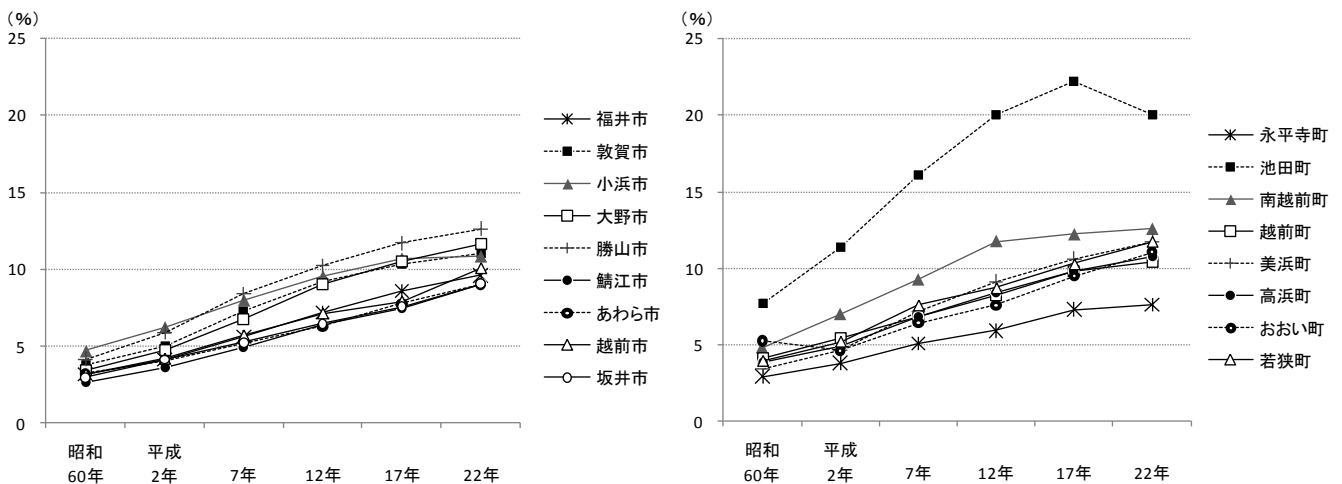 （%）
25
20
15
10
5
0
昭和
60年
平成
2年
7年
12年
17年
22年
福井市
敦賀市
小浜市
大野市
勝山市
鯖江市
あわら市
越前市
坂井市
（%）
25
20
15
10
5
0
昭和
60年
平成
2年
7年
12年
17年
22年
永平寺町
池田町
南越前町
越前町
美浜町
高浜町
おおい町
若狭町